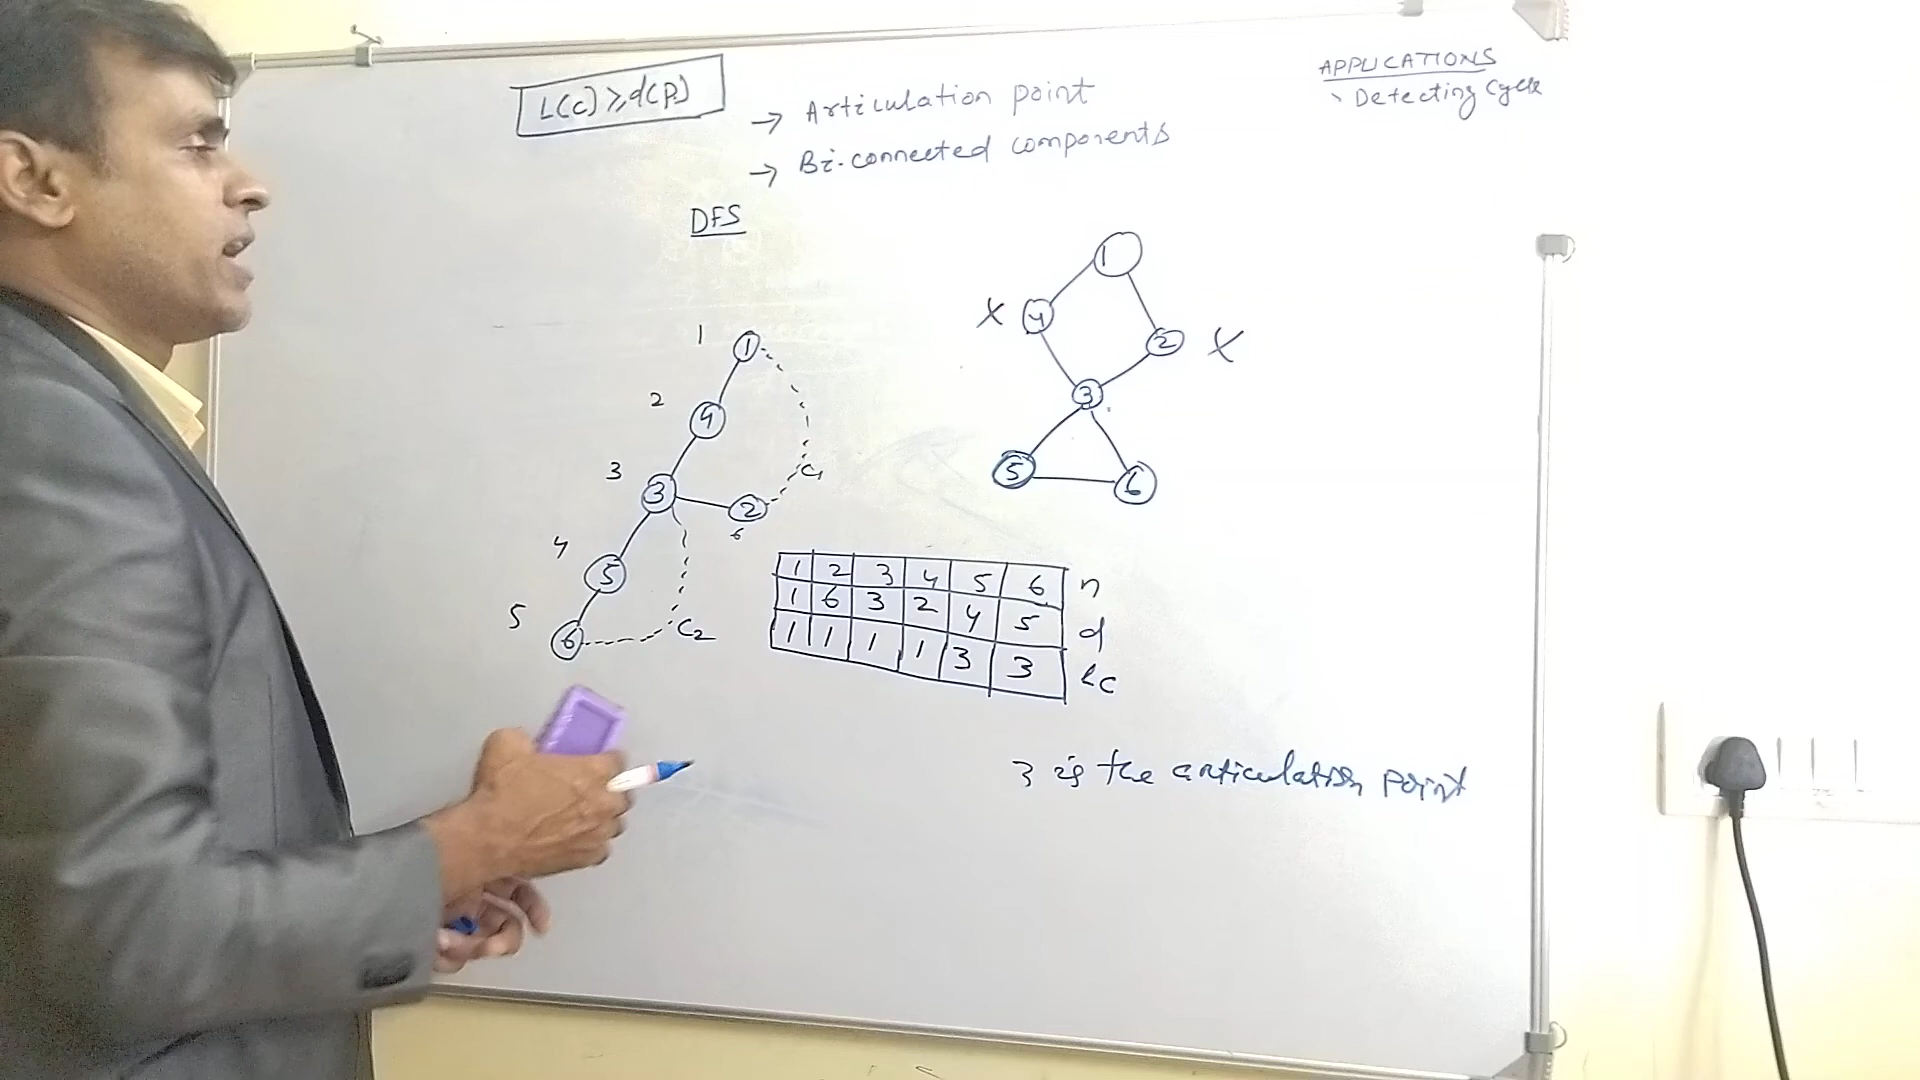 L(C) ≥ d(P)
→ Articulation point
→ Bi-connected components
APPLICATIONS
Detecting Cycle
DFS
1 1
2 4
3 3 2
6
C1
4 5
5 6
C2
1
X 4 2 X
3
5 6
1 2 3 4 5 6 n
1 6 3 2 4 5 d
1 1 1 1 3 3 LC
3 is the articulation point